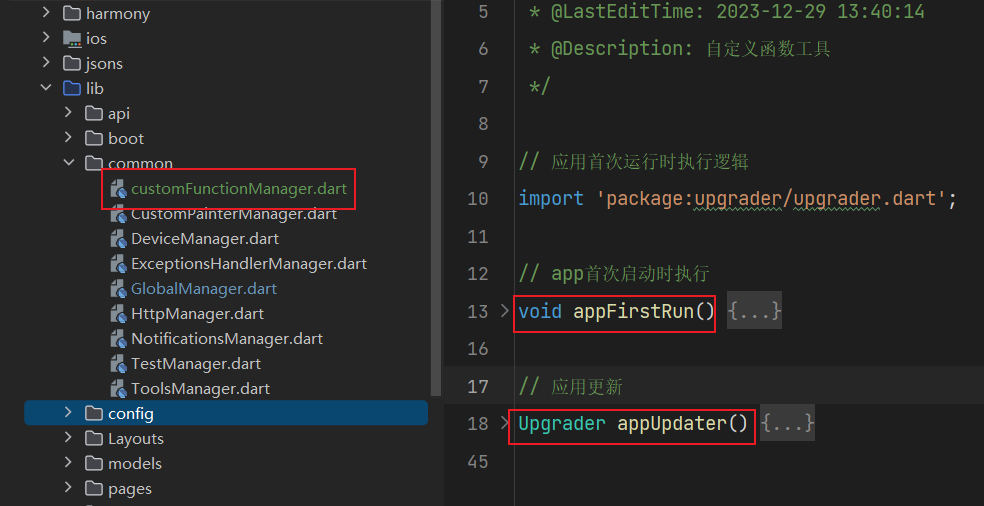 harmony
ios
jsons
lib
api
boot
common
customFunctionManager.dart
CustomPainterManager.dart
DeviceManager.dart
ExceptionsHandlerManager.dart
GlobalManager.dart
HttpManager.dart
NotificationsManager.dart
TestManager.dart
ToolsManager.dart
config
Layouts
models
pages
5 * @LastEditTime: 2023-12-29 13:40:14
6 * @Description: 自定义函数工具
7 */
8
9 // 应用首次运行时执行逻辑
10 import 'package:upgrader/upgrader.dart';
11
12 // app首次启动时执行
13 void appFirstRun() {...}
16
17 // 应用更新
18 Upgrader appUpdater() {...}
45